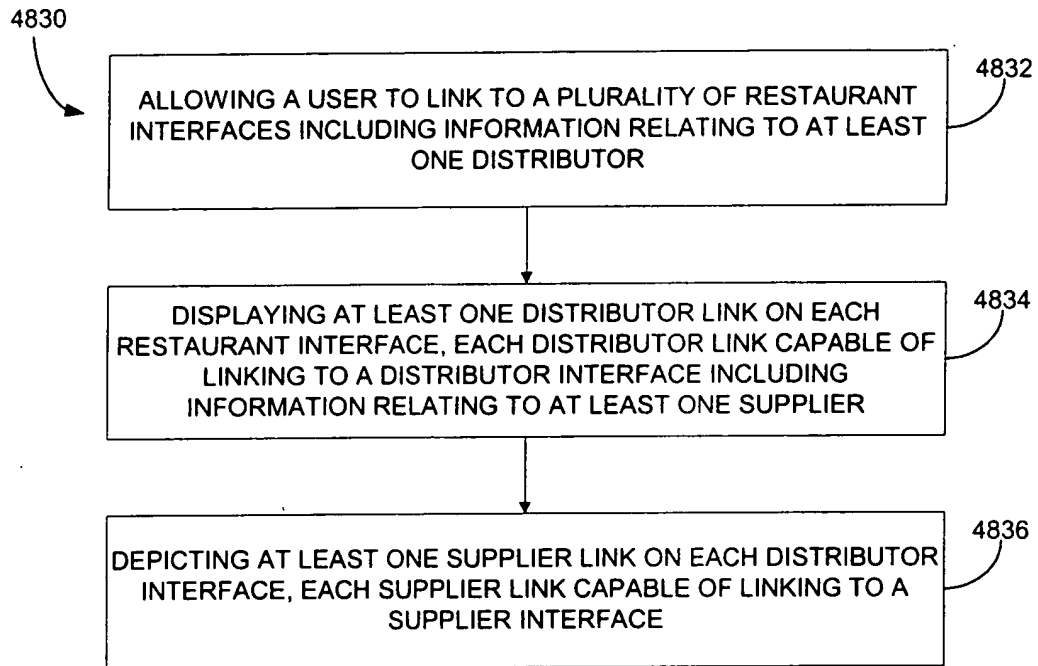 4830
4832
ALLOWING A USER TO LINK TO A PLURALITY OF RESTAURANT
INTERFACES INCLUDING INFORMATION RELATING TO AT LEAST
ONE DISTRIBUTOR
4834
DISPLAYING AT LEAST ONE DISTRIBUTOR LINK ON EACH
RESTAURANT INTERFACE, EACH DISTRIBUTOR LINK CAPABLE OF
LINKING TO A DISTRIBUTOR INTERFACE INCLUDING
INFORMATION RELATING TO AT LEAST ONE SUPPLIER
4836
DEPICTING AT LEAST ONE SUPPLIER LINK ON EACH DISTRIBUTOR
INTERFACE, EACH SUPPLIER LINK CAPABLE OF LINKING TO A
SUPPLIER INTERFACE